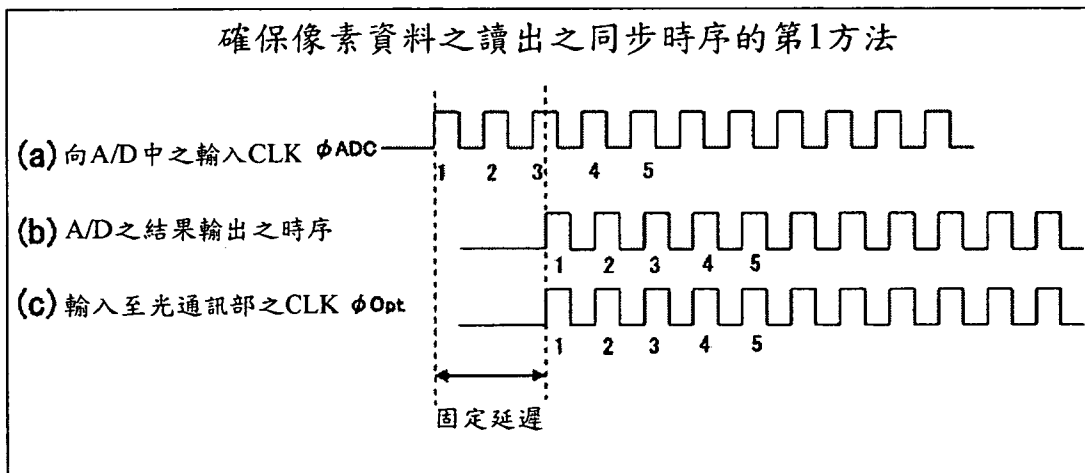 確保像素資料之讀出之同步時序的第1方法
(a) 向A/D中之輸入CLK φADC
1 2 3 4 5
(b) A/D之結果輸出之時序
1 2 3 4 5
(c) 輸入至光通訊部之CLK φOpt
1 2 3 4 5
固定延遲